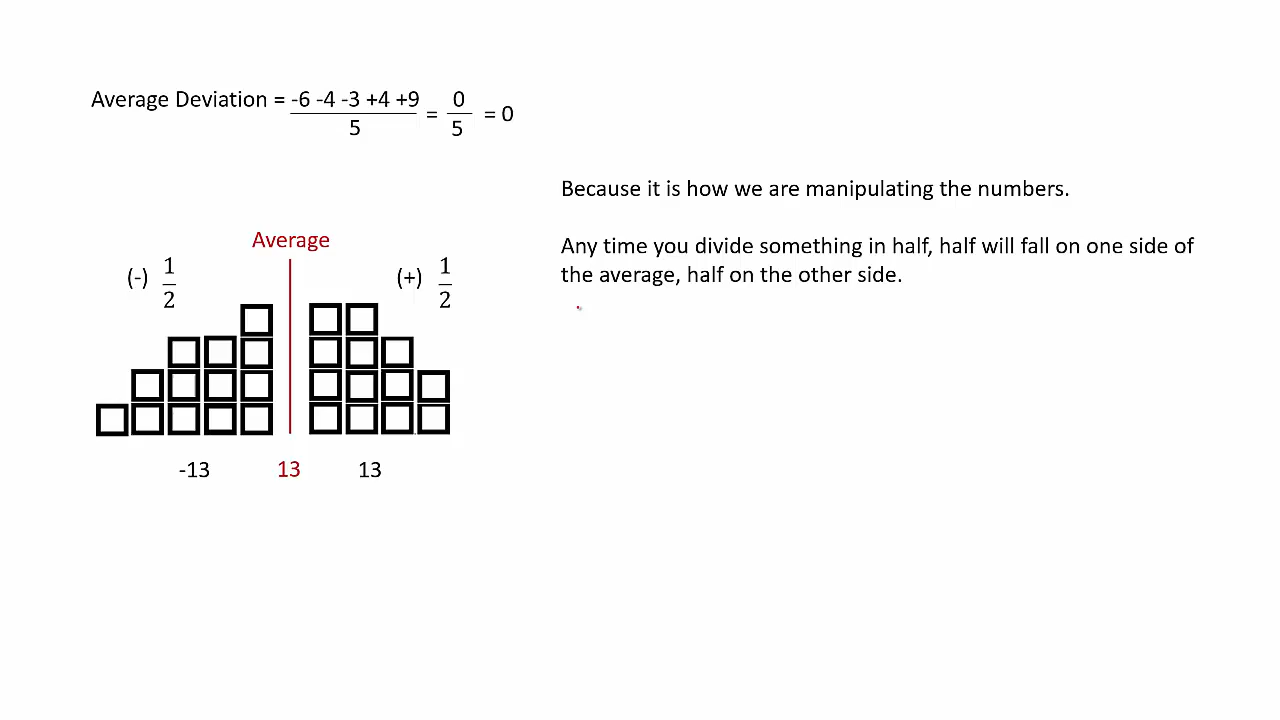 Average Deviation = -6 -4 -3 +4 +9 / 5 = 0 / 5 = 0
Because it is how we are manipulating the numbers.
Any time you divide something in half, half will fall on one side of
the average, half on the other side.
Average
(-) 1/2 (+) 1/2
-13 13 13